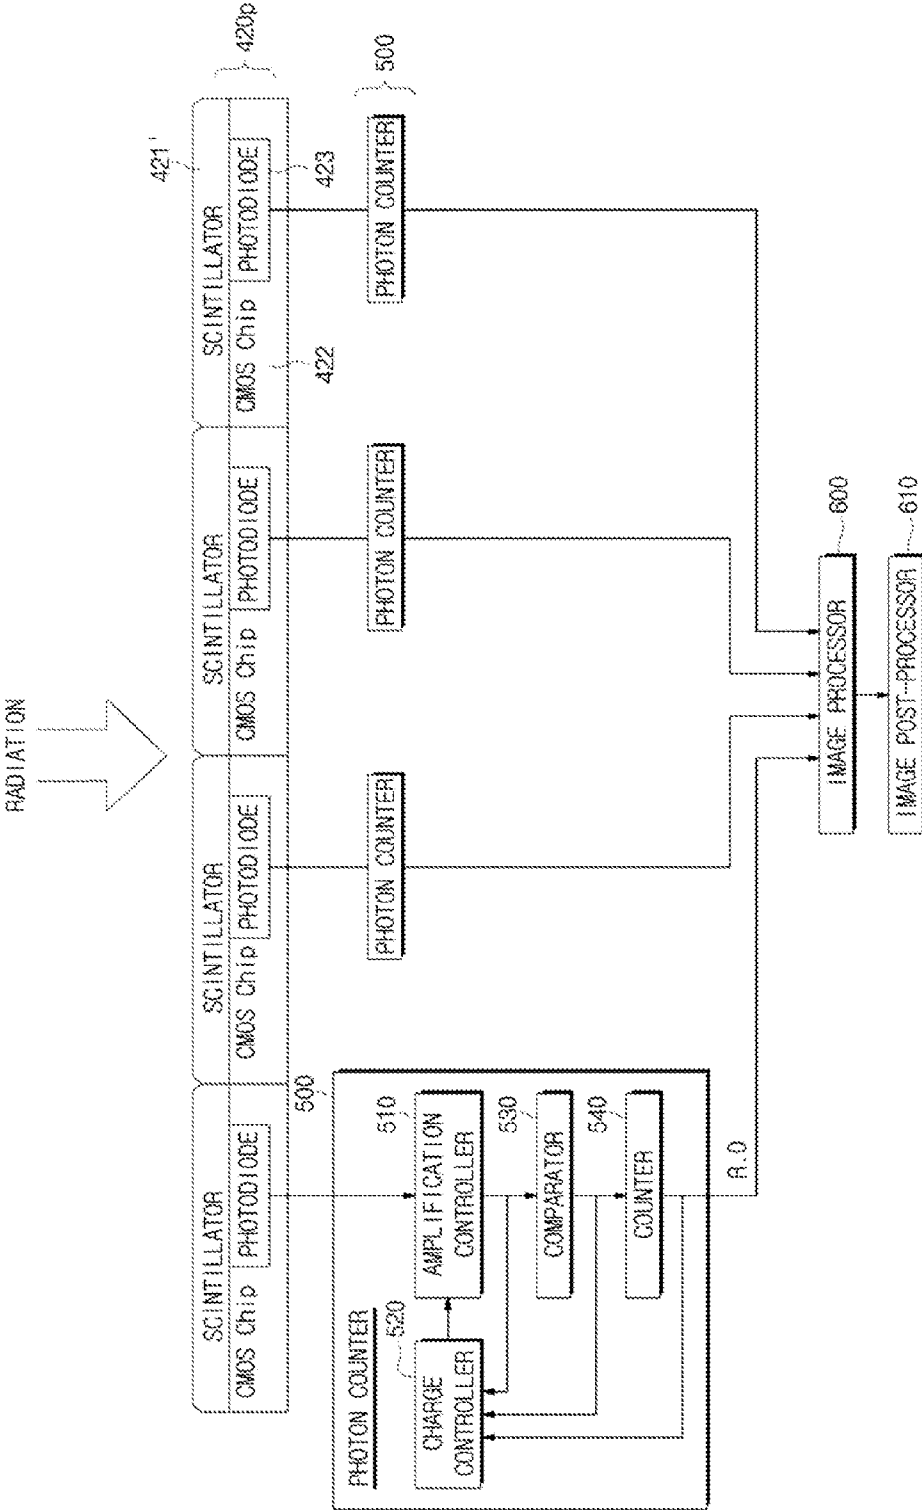 RADIATION
421'
420p
SCINTILLATOR
SCINTILLATOR
SCINTILLATOR
SCINTILLATOR
CMOS Chip
PHOTODIODE
CMOS Chip
PHOTODIODE
CMOS Chip
PHOTODIODE
CMOS Chip
PHOTODIODE
422
423
500
500
PHOTON COUNTER
PHOTON COUNTER
PHOTON COUNTER
PHOTON COUNTER
520
510
CHARGE
CONTROLLER
AMPLIFICATION
CONTROLLER
530
COMPARATOR
540
COUNTER
R.O
600
IMAGE PROCESSOR
610
IMAGE POST-PROCESSOR